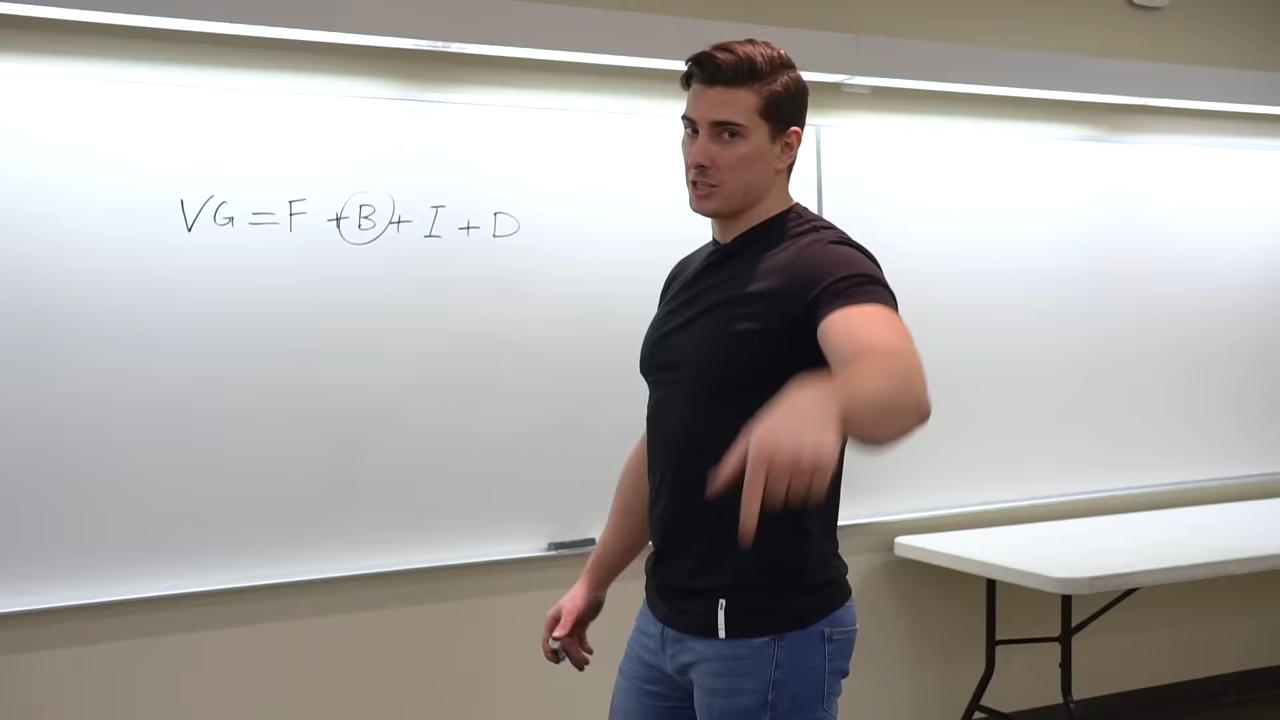 VG = F + B + I + D